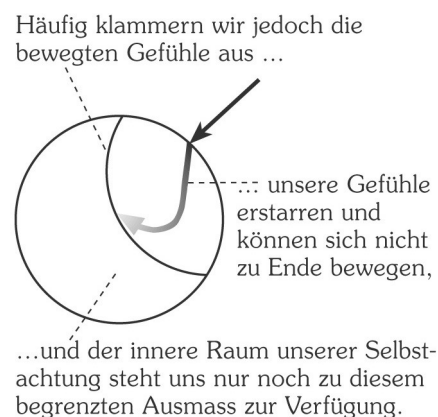 Häufig klammern wir jedoch die
bewegten Gefühle aus …
… unsere Gefühle
erstarren und
können sich nicht
zu Ende bewegen,
…und der innere Raum unserer Selbst-
achtung steht uns nur noch zu diesem
begrenzten Ausmass zur Verfügung.